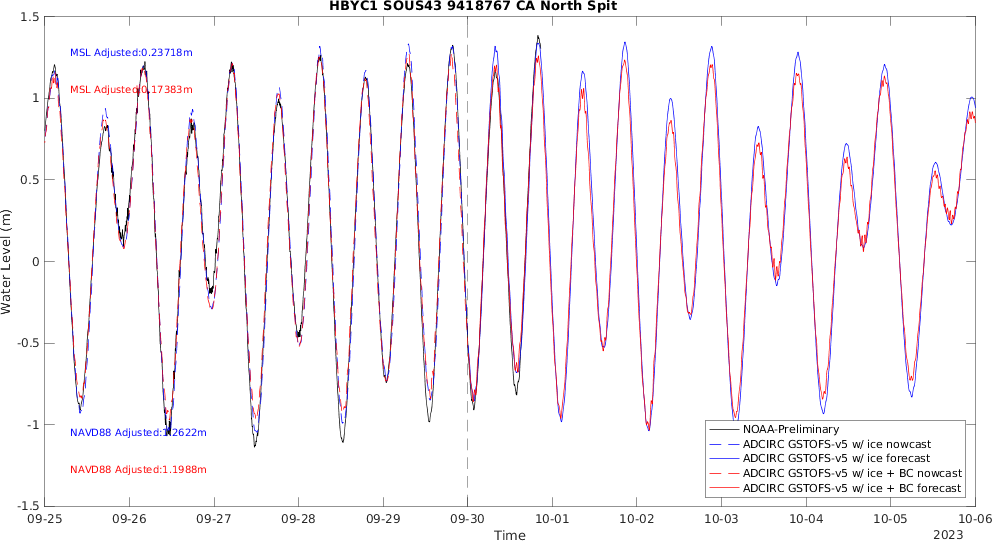 HBYC1 SOUS43 9418767 CA North Spit
1.5
1
0.5
0
-0.5
-1
-1.5
Water Level (m)
MSL Adjusted:0.23718m
MSL Adjusted:0.17383m
NAVD88 Adjusted:1.2622m
NAVD88 Adjusted:1.1988m
NOAA-Preliminary
ADCIRC GSTOFS-v5 w/ ice nowcast
ADCIRC GSTOFS-v5 w/ ice forecast
ADCIRC GSTOFS-v5 w/ ice + BC nowcast
ADCIRC GSTOFS-v5 w/ ice + BC forecast
09-25 09-26 09-27 09-28 09-29 09-30 10-01 10-02 10-03 10-04 10-05 10-06
Time
2023